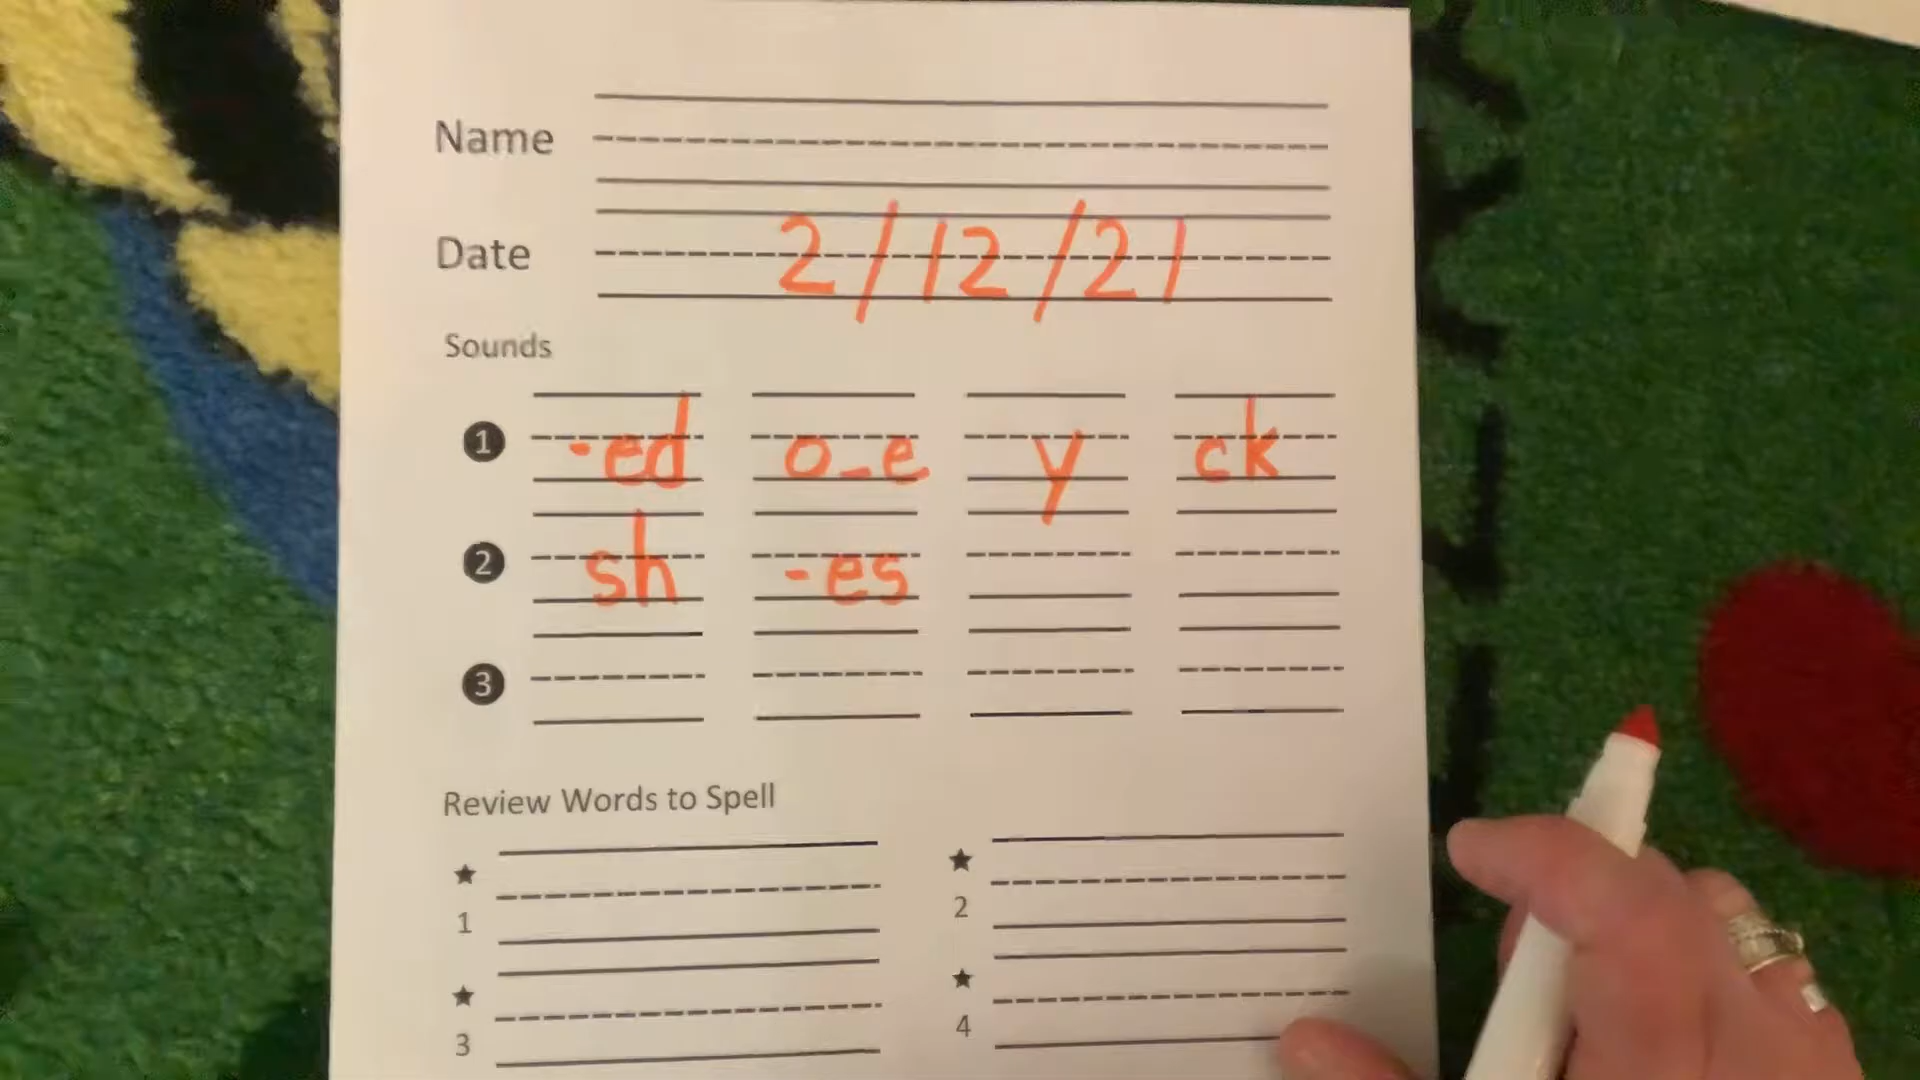 Name
Date 2/12/21
Sounds
1 -ed o_e y ck
2 sh -es
3
Review Words to Spell
★ 1 ★ 2
★ 3 ★ 4